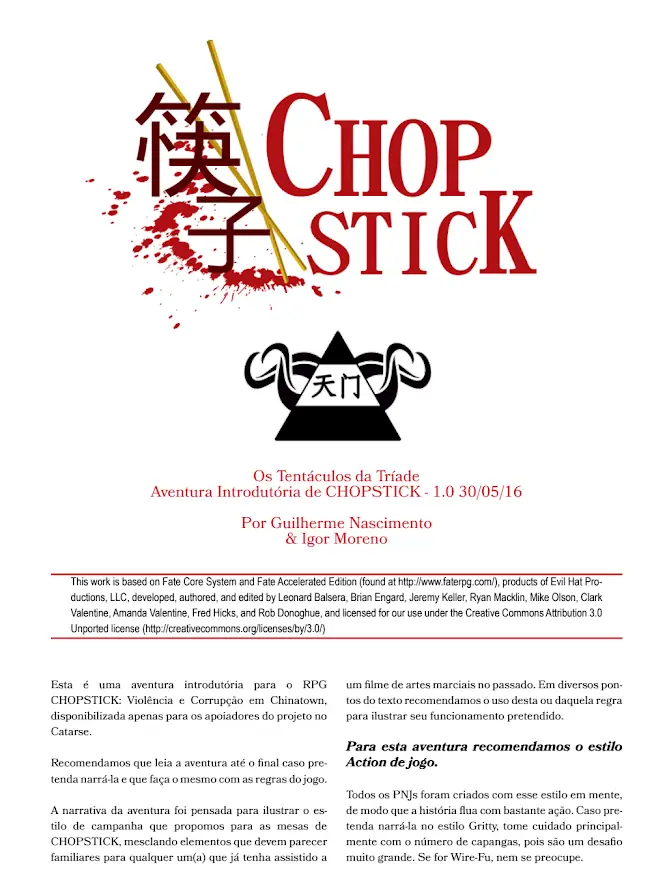 筷
子
CHOP
STICK
天门
Os Tentáculos da Tríade
Aventura Introdutória de CHOPSTICK - 1.0 30/05/16
Por Guilherme Nascimento
& Igor Moreno
This work is based on Fate Core System and Fate Accelerated Edition (found at http://www.faterpg.com/), products of Evil Hat Pro-
ductions, LLC, developed, authored, and edited by Leonard Balsera, Brian Engard, Jeremy Keller, Ryan Macklin, Mike Olson, Clark
Valentine, Amanda Valentine, Fred Hicks, and Rob Donoghue, and licensed for our use under the Creative Commons Attribution 3.0
Unported license (http://creativecommons.org/licenses/by/3.0/)
Esta é uma aventura introdutória para o RPG
CHOPSTICK: Violência e Corrupção em Chinatown,
disponibilizada apenas para os apoiadores do projeto no
Catarse.
Recomendamos que leia a aventura até o final caso pre-
tenda narrá-la e que faça o mesmo com as regras do jogo.
A narrativa da aventura foi pensada para ilustrar o es-
tilo de campanha que propomos para as mesas de
CHOPSTICK, mesclando elementos que devem parecer
familiares para qualquer um(a) que já tenha assistido a
um filme de artes marciais no passado. Em diversos pon-
tos do texto recomendamos o uso desta ou daquela regra
para ilustrar seu funcionamento pretendido.
Para esta aventura recomendamos o estilo
Action de jogo.
Todos os PNJs foram criados com esse estilo em mente,
de modo que a história flua com bastante ação. Caso pre-
tenda narrá-la no estilo Gritty, tome cuidado principal-
mente com o número de capangas, pois são um desafio
muito grande. Se for Wire-Fu, nem se preocupe.